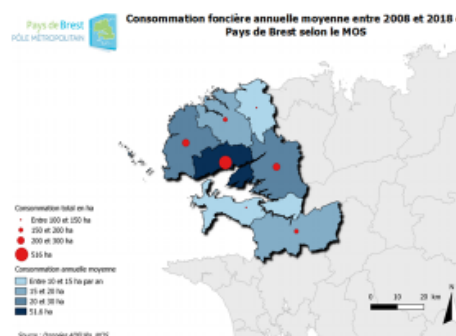 Pays de Brest
PÔLE MÉTROPOLITAIN
Consommation foncière annuelle moyenne entre 2008 et 2018
Pays de Brest selon le MOS
Consommation total en ha
Entre 100 et 150 ha
150 et 200 ha
200 et 300 ha
516 ha
Consommation annuelle moyenne
Entre 10 et 15 ha par an
15 et 20 ha
20 et 30 ha
51.6 ha
0 10 20 km
N
Source : Données